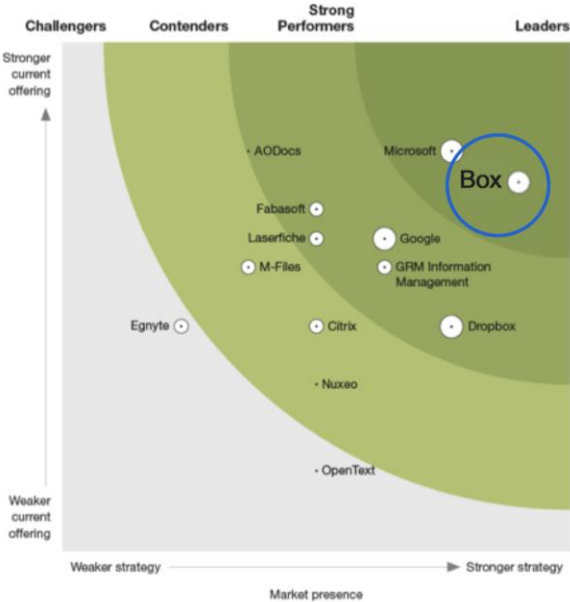 Challengers
Contenders
Strong
Performers
Leaders
Stronger
current
offering
AODocs
Microsoft
Box
Fabasoft
Laserfiche
Google
M-Files
GRM Information
Management
Egnyte
Citrix
Dropbox
Nuxeo
OpenText
Weaker
current
offering
Weaker strategy
Stronger strategy
Market presence